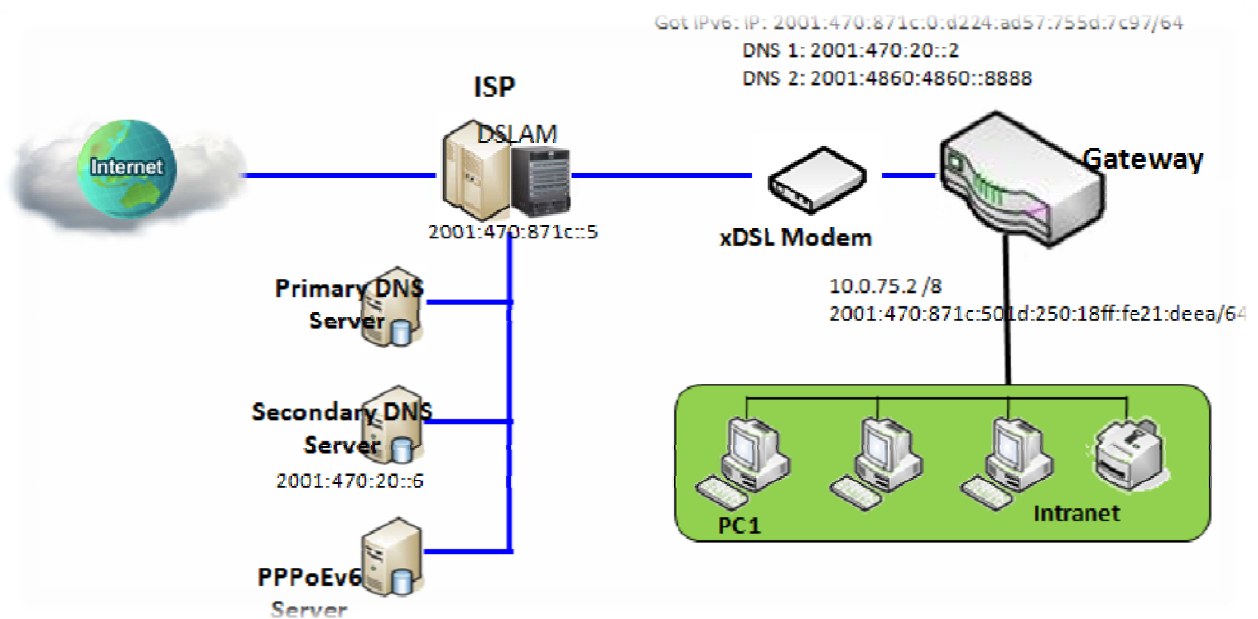 Got IPv6: IP: 2001:470:871c:0:d224:ad57:755d:7c97/64
DNS 1: 2001:470:20::2
DNS 2: 2001:4860:4860::8888
ISP
DSLAM
Internet
Gateway
2001:470:871c::5
xDSL Modem
Primary DNS
Server
10.0.75.2 /8
2001:470:871c:501d:250:18ff:fe21:deea/64
Secondary DNS
Server
2001:470:20::6
PC1
Intranet
PPPoEv6
Server